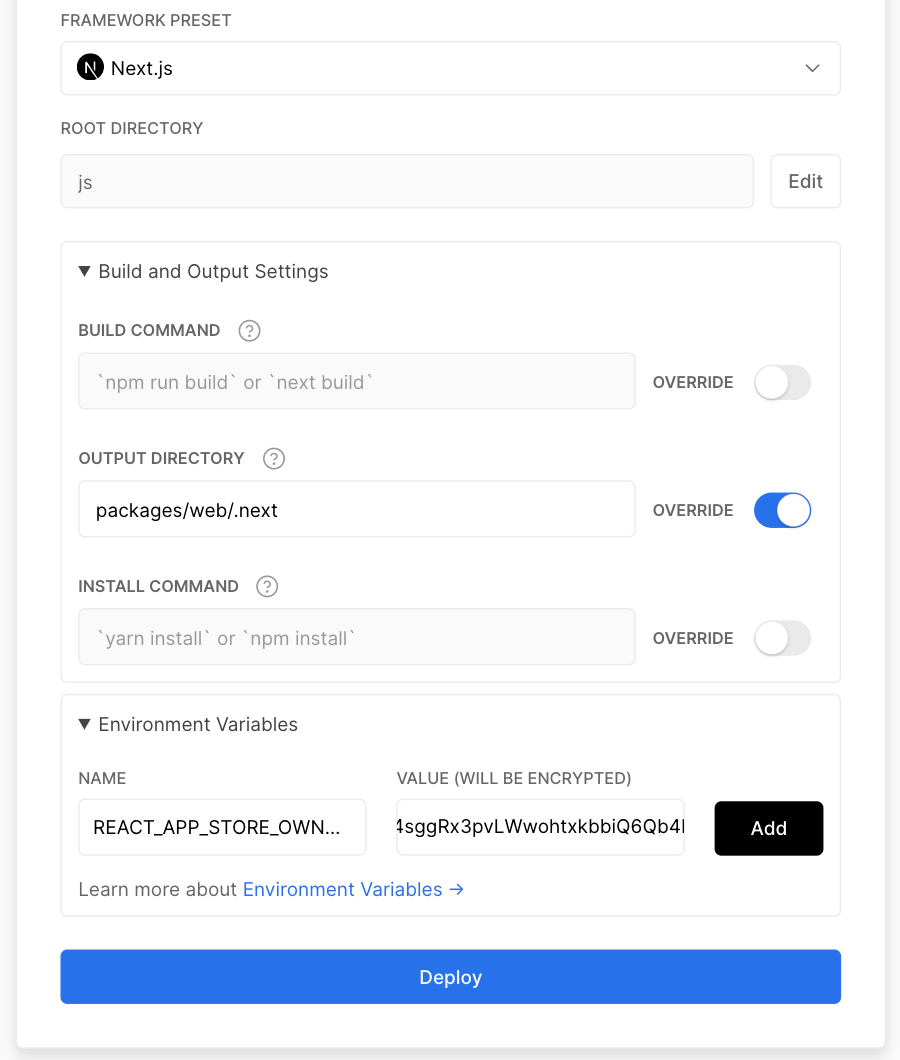 FRAMEWORK PRESET
N Next.js
ROOT DIRECTORY
js
Edit
▼ Build and Output Settings
BUILD COMMAND ?
`npm run build` or `next build`
OVERRIDE
OUTPUT DIRECTORY ?
packages/web/.next
OVERRIDE
INSTALL COMMAND ?
`yarn install` or `npm install`
OVERRIDE
▼ Environment Variables
NAME
VALUE (WILL BE ENCRYPTED)
REACT_APP_STORE_OWN...
4sggRx3pvLWwohtxkbbiQ6Qb4
Add
Learn more about Environment Variables →
Deploy